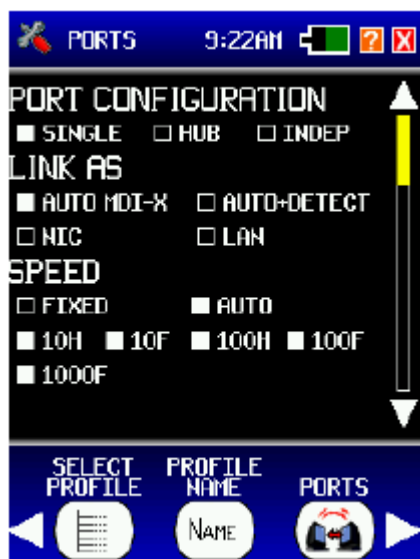 PORTS 9:22AM ? X
PORT CONFIGURATION
SINGLE HUB INDEP
LINK AS
AUTO MDI-X AUTO+DETECT
NIC LAN
SPEED
FIXED AUTO
10H 10F 100H 100F
1000F
SELECT PROFILE PORTS
PROFILE NAME
NAME